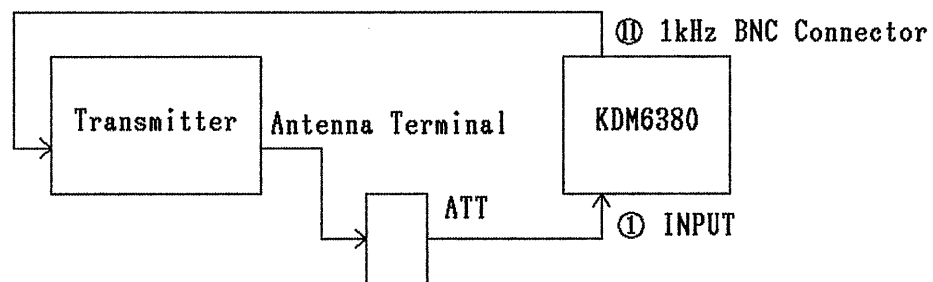 ⑪ 1kHz BNC Connector
Transmitter
Antenna Terminal
KDM6380
ATT
① INPUT